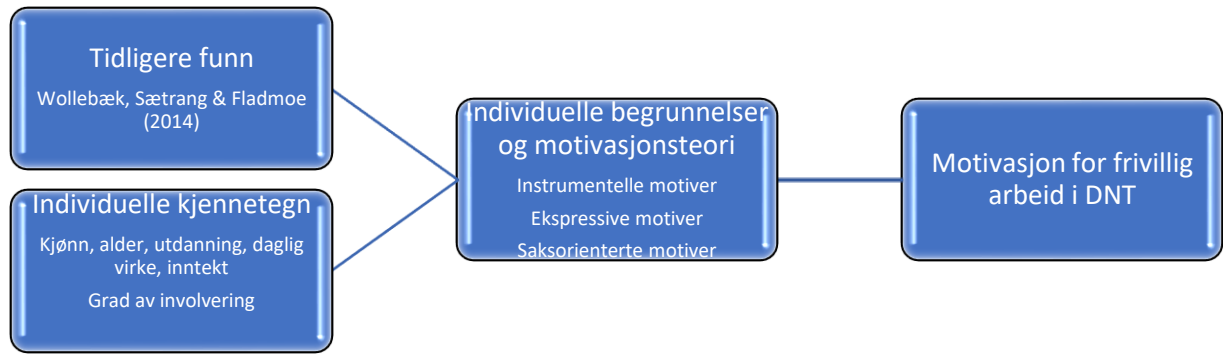 Tidligere funn
Wollebæk, Sætrang & Fladmoe
(2014)
Individuelle kjennetegn
Kjønn, alder, utdanning, daglig
virke, inntekt
Grad av involvering
Individuelle begrunnelser
og motivasjonsteori
Instrumentelle motiver
Ekspressive motiver
Saksorienterte motiver
Motivasjon for frivillig
arbeid i DNT